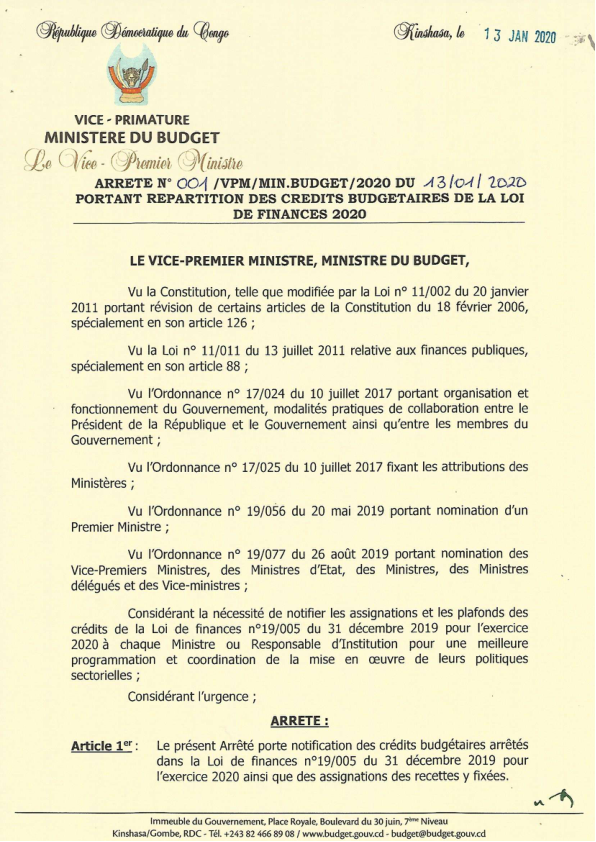 République Démocratique du Congo
Kinshasa, le 13 JAN 2020
VICE - PRIMATURE
MINISTERE DU BUDGET
Le Vice - Premier Ministre
ARRETE N° 001 /VPM/MIN.BUDGET/2020 DU 13/01/2020
PORTANT REPARTITION DES CREDITS BUDGETAIRES DE LA LOI
DE FINANCES 2020
LE VICE-PREMIER MINISTRE, MINISTRE DU BUDGET,
Vu la Constitution, telle que modifiée par la Loi n° 11/002 du 20 janvier
2011 portant révision de certains articles de la Constitution du 18 février 2006,
spécialement en son article 126 ;
Vu la Loi n° 11/011 du 13 juillet 2011 relative aux finances publiques,
spécialement en son article 88 ;
Vu l'Ordonnance n° 17/024 du 10 juillet 2017 portant organisation et
fonctionnement du Gouvernement, modalités pratiques de collaboration entre le
Président de la République et le Gouvernement ainsi qu'entre les membres du
Gouvernement ;
Vu l'Ordonnance n° 17/025 du 10 juillet 2017 fixant les attributions des
Ministères ;
Vu l'Ordonnance n° 19/056 du 20 mai 2019 portant nomination d'un
Premier Ministre ;
Vu l'Ordonnance n° 19/077 du 26 août 2019 portant nomination des
Vice-Premiers Ministres, des Ministres d'Etat, des Ministres, des Ministres
délégués et des Vice-ministres ;
Considérant la nécessité de notifier les assignations et les plafonds des
crédits de la Loi de finances n°19/005 du 31 décembre 2019 pour l'exercice
2020 à chaque Ministre ou Responsable d'Institution pour une meilleure
programmation et coordination de la mise en œuvre de leurs politiques
sectorielles ;
Considérant l'urgence ;
ARRETE :
Article 1er : Le présent Arrêté porte notification des crédits budgétaires arrêtés
dans la Loi de finances n°19/005 du 31 décembre 2019 pour
l'exercice 2020 ainsi que des assignations des recettes y fixées.
Immeuble du Gouvernement, Place Royale, Boulevard du 30 juin, 7ème Niveau
Kinshasa/Gombe, RDC - Tél. +243 82 466 89 08 / www.budget.gouv.cd - budget@budget.gouv.cd